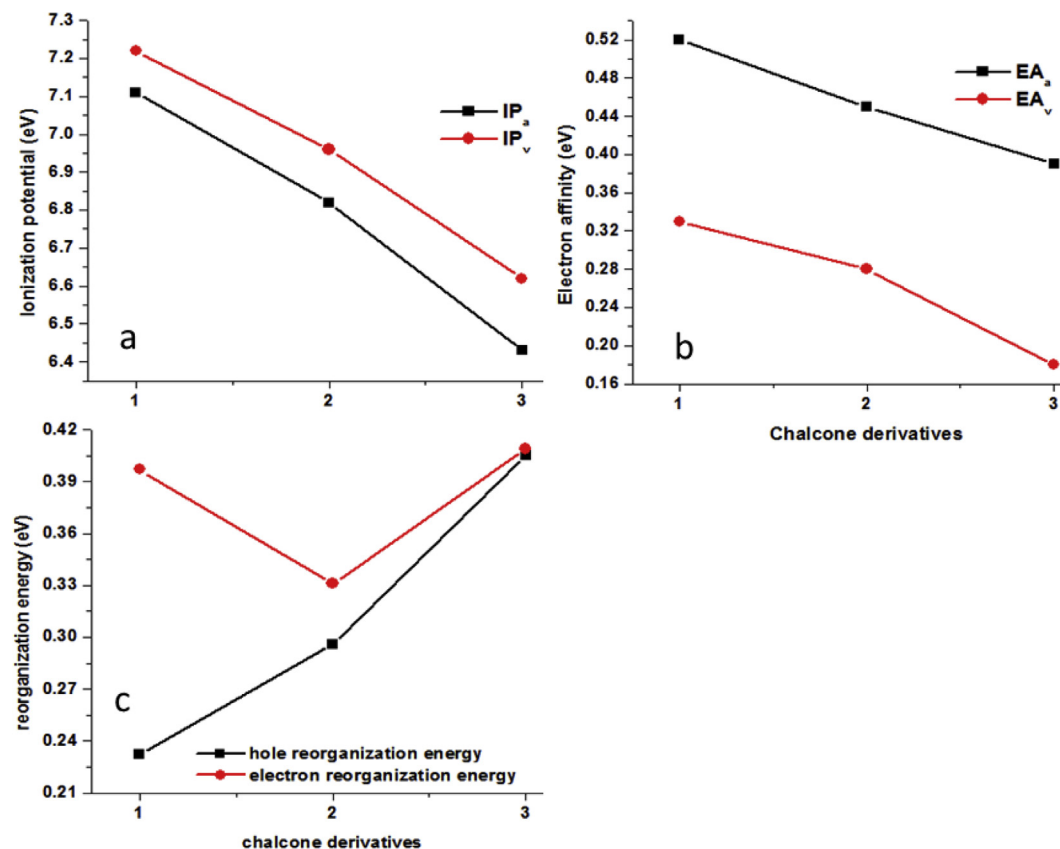 7.3
7.2
7.1
7.0
6.9
6.8
6.7
6.6
6.5
6.4
Ionization potential (eV)
IPa
IPv
a
1
2
3
0.52
0.48
0.44
0.40
0.36
0.32
0.28
0.24
0.20
0.16
Electron affinity (eV)
EAa
EAv
b
1
2
3
Chalcone derivatives
0.42
0.39
0.36
0.33
0.30
0.27
0.24
0.21
reorganization energy (eV)
c
hole reorganization energy
electron reorganization energy
1
2
3
chalcone derivatives